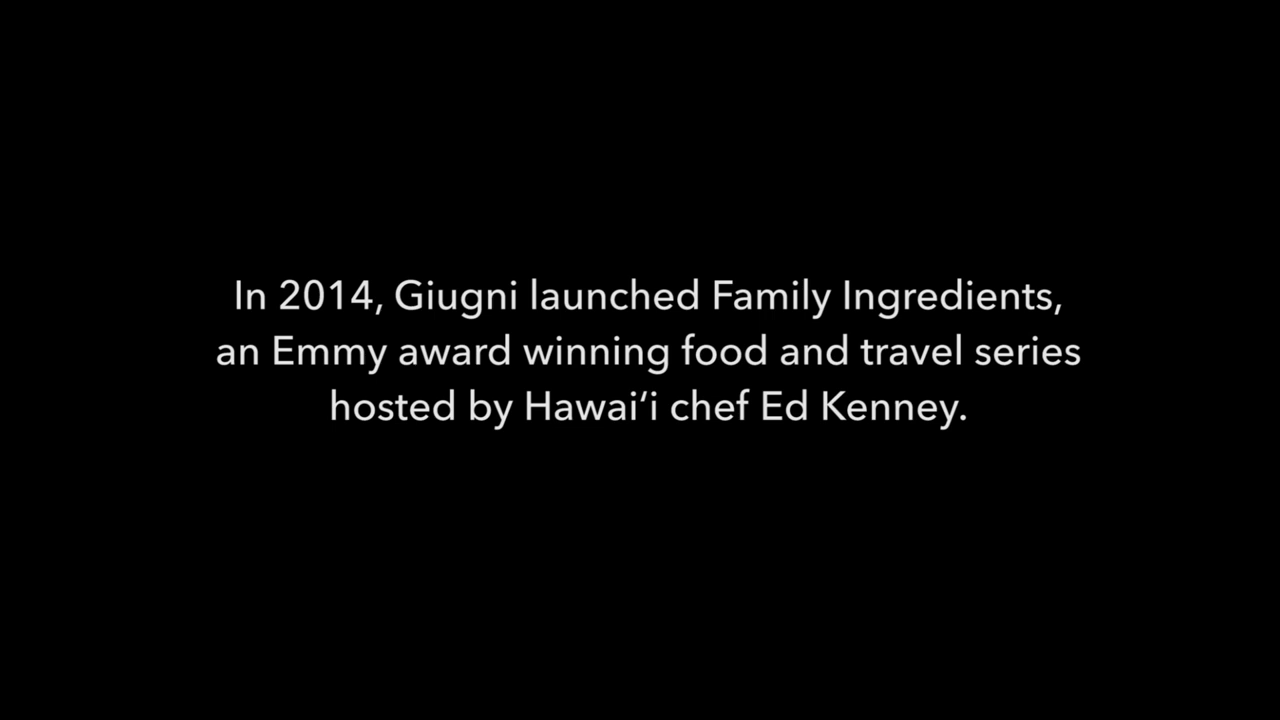 In 2014, Giugni launched Family Ingredients,
an Emmy award winning food and travel series
hosted by Hawai‘i chef Ed Kenney.